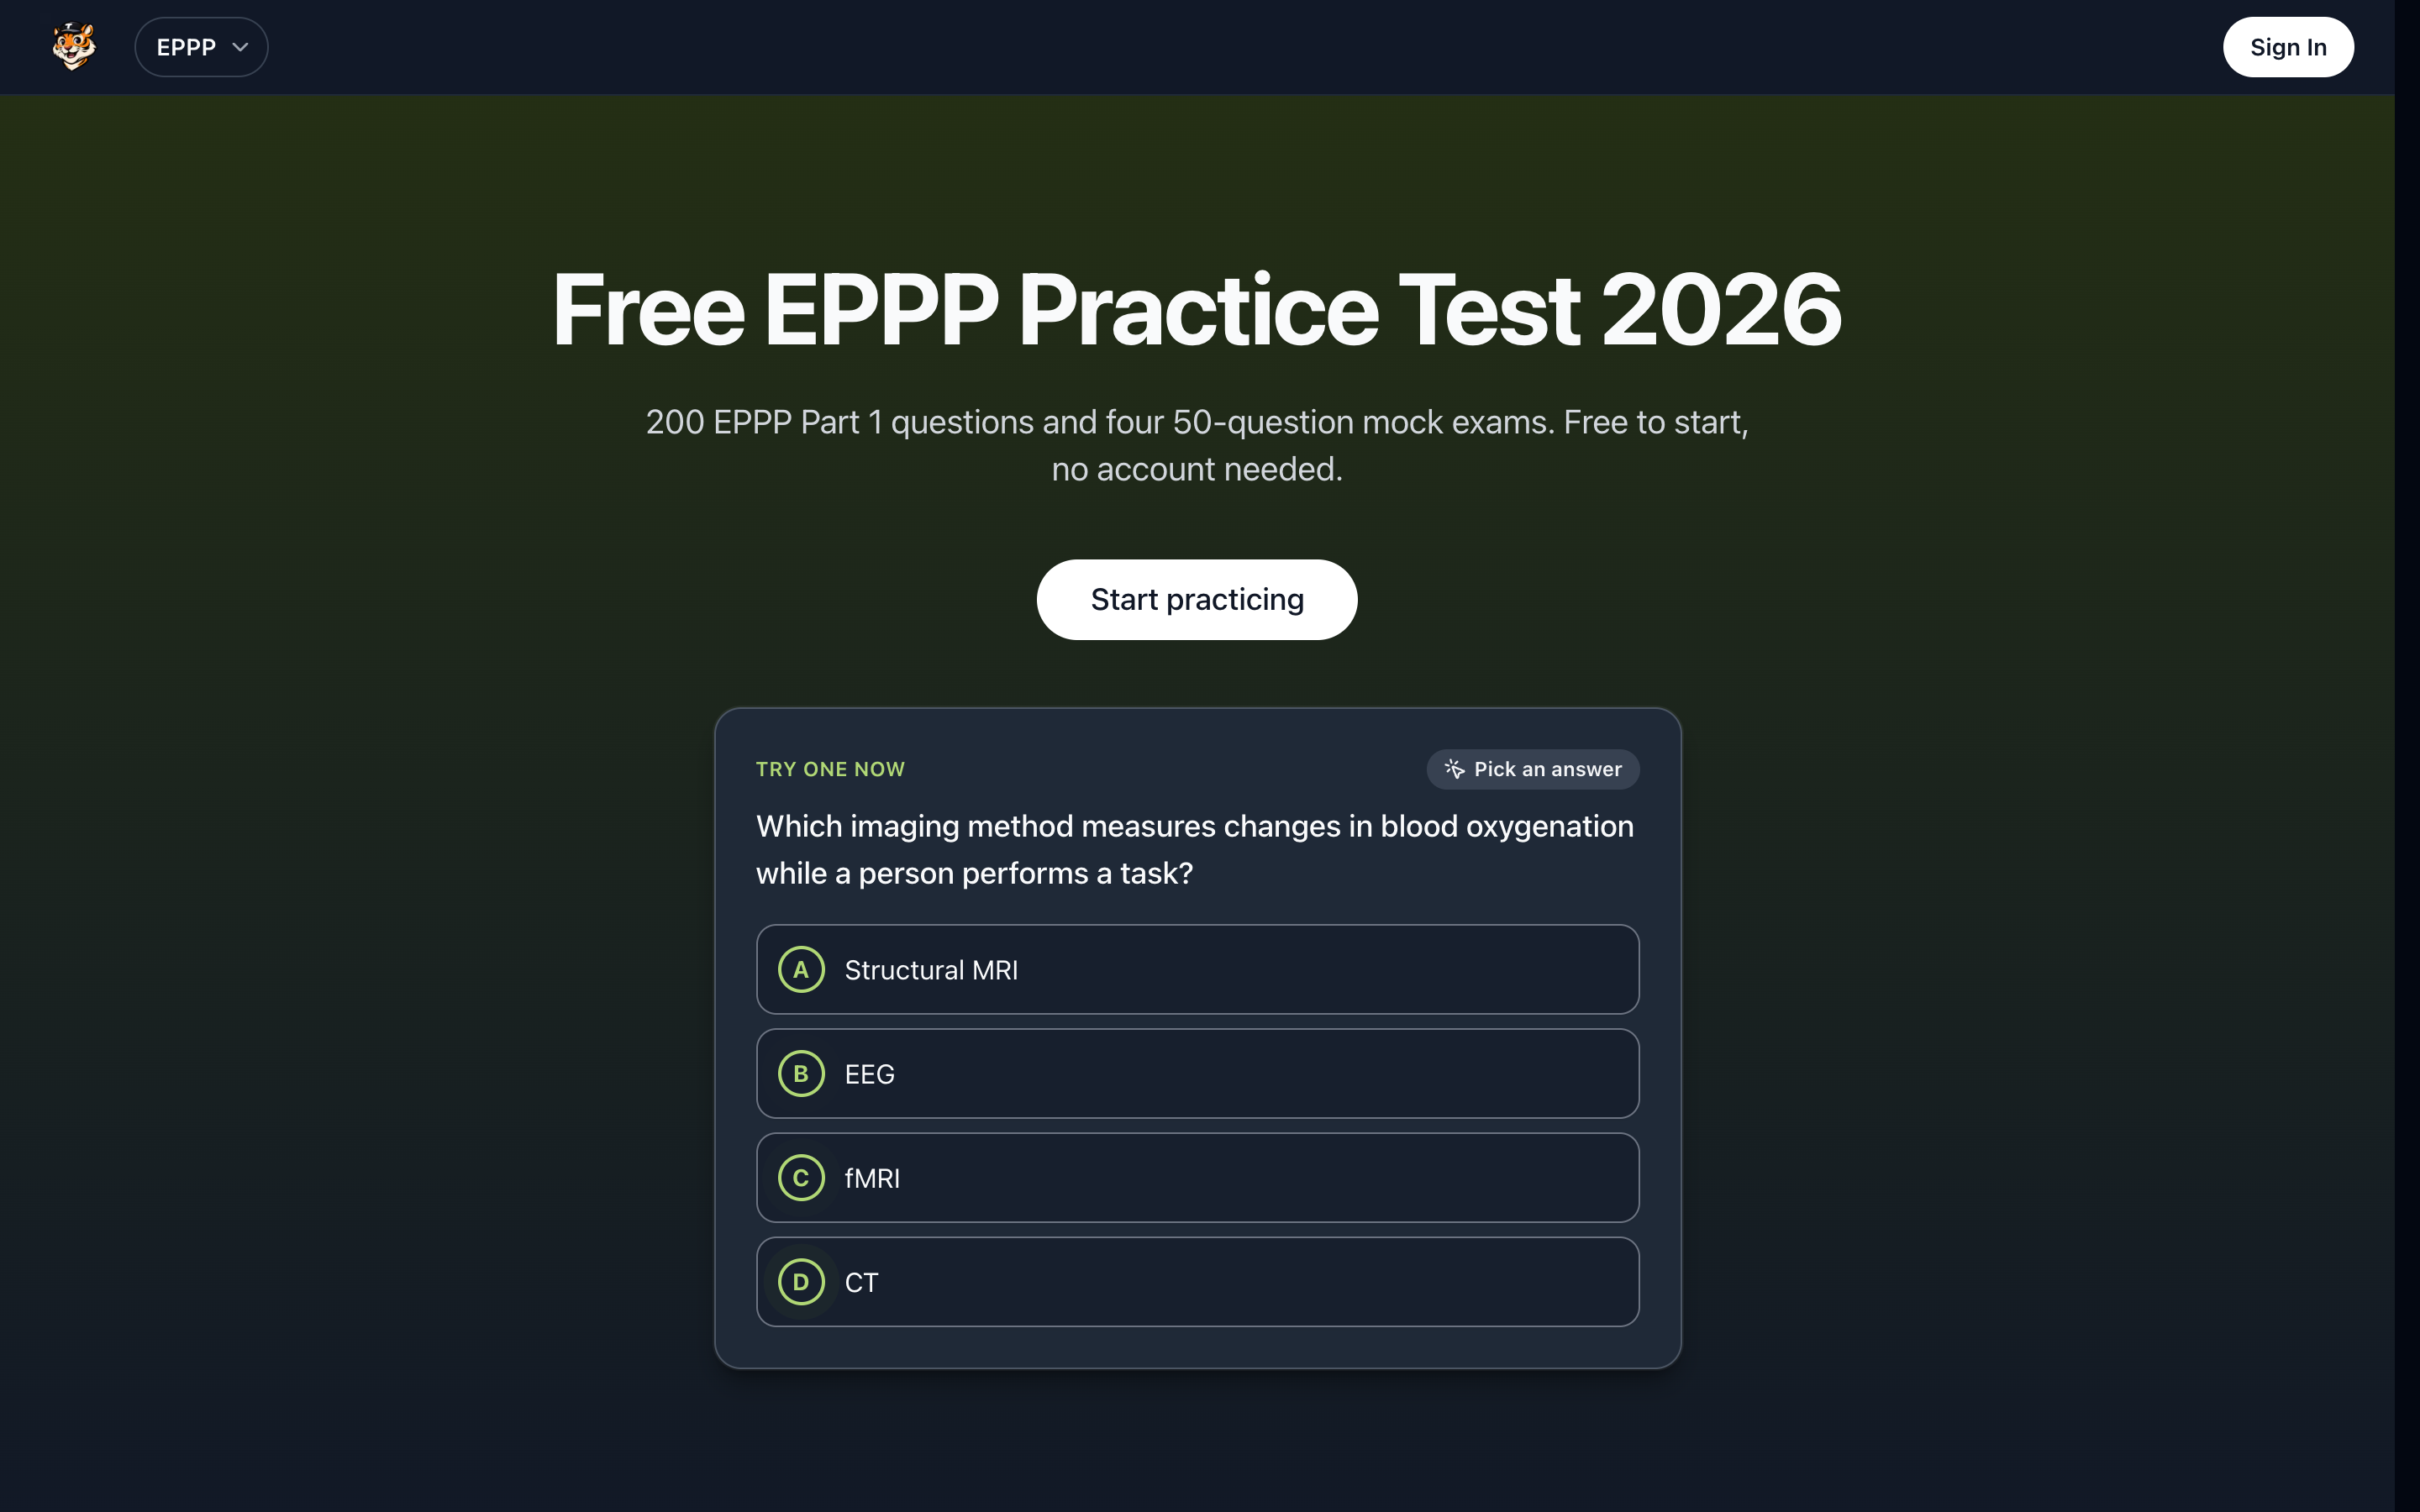 EPPP
Sign In
Free EPPP Practice Test 2026
200 EPPP Part 1 questions and four 50-question mock exams. Free to start,
no account needed.
Start practicing
TRY ONE NOW
Pick an answer
Which imaging method measures changes in blood oxygenation
while a person performs a task?
A Structural MRI
B EEG
C fMRI
D CT